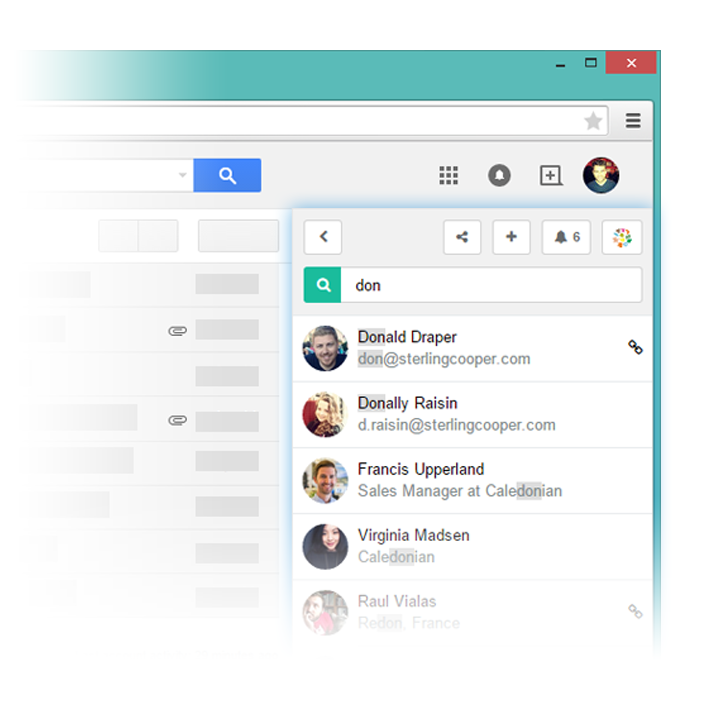 6
don
Donald Draper
don@sterlingcooper.com
Donally Raisin
d.raisin@sterlingcooper.com
Francis Upperland
Sales Manager at Caledonian
Virginia Madsen
Caledonian
Raul Vialas
Redon, France